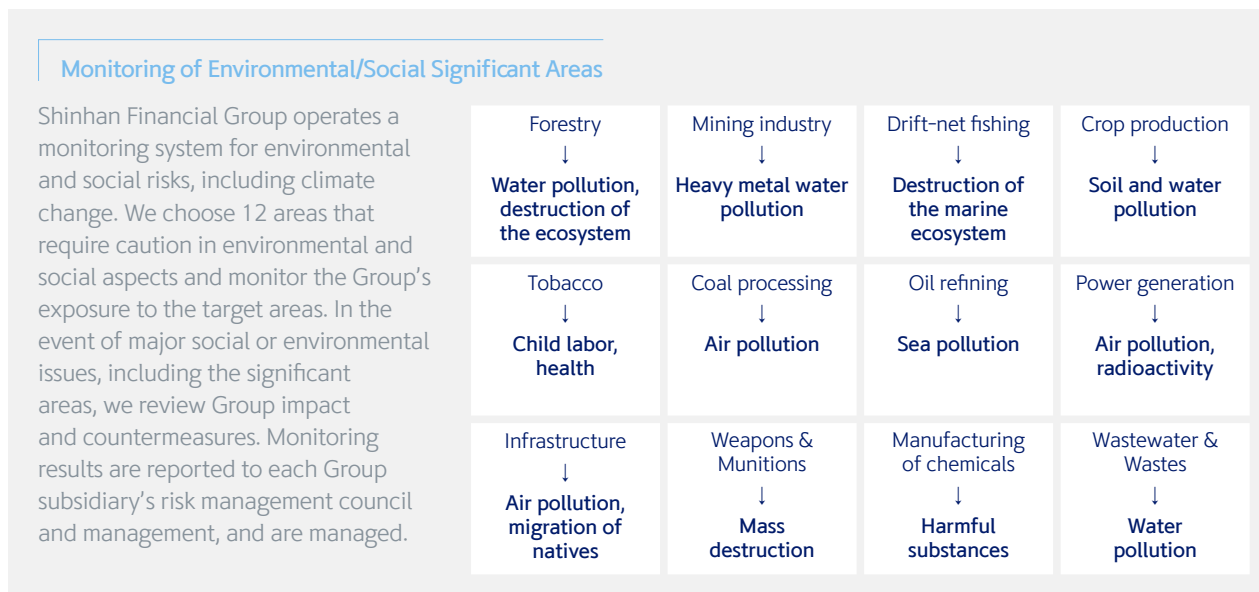 Monitoring of Environmental/Social Significant Areas
Shinhan Financial Group operates a
monitoring system for environmental
and social risks, including climate
change. We choose 12 areas that
require caution in environmental and
social aspects and monitor the Group's
exposure to the target areas. In the
event of major social or environmental
issues, including the significant
areas, we review Group impact
and countermeasures. Monitoring
results are reported to each Group
subsidiary's risk management council
and management, and are managed.
Forestry
↓
Water pollution,
destruction of
the ecosystem
Mining industry
↓
Heavy metal water
pollution
Drift-net fishing
↓
Destruction of
the marine
ecosystem
Crop production
↓
Soil and water
pollution
Tobacco
↓
Child labor,
health
Coal processing
↓
Air pollution
Oil refining
↓
Sea pollution
Power generation
↓
Air pollution,
radioactivity
Infrastructure
↓
Air pollution,
migration of
natives
Weapons &
Munitions
↓
Mass
destruction
Manufacturing
of chemicals
↓
Harmful
substances
Wastewater &
Wastes
↓
Water
pollution